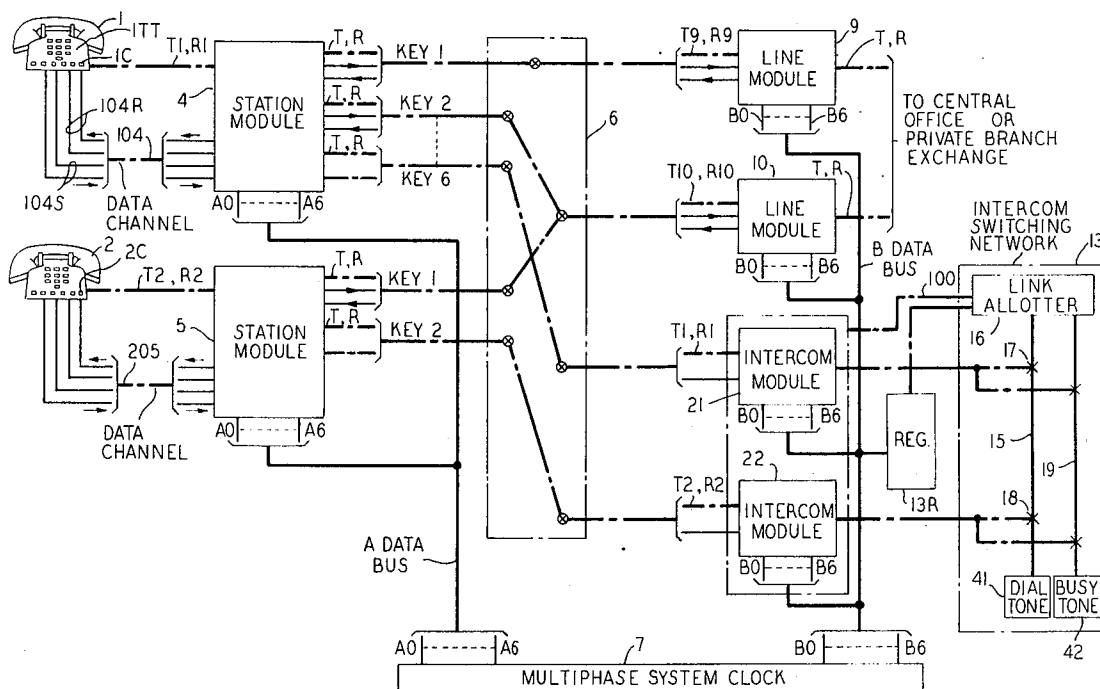 1
1TT
1C
T1,R1
104R
104
104S
DATA
CHANNEL
4
STATION
MODULE
A0
A6
T,R
KEY 1
T,R
KEY 2
T,R
KEY 6
2
2C
T2,R2
205
DATA
CHANNEL
5
STATION
MODULE
A0
A6
T,R
KEY 1
T,R
KEY 2
6
A DATA
BUS
T9,R9
9
LINE
MODULE
T,R
B0
B6
TO CENTRAL
OFFICE OR
PRIVATE BRANCH
EXCHANGE
T10,R10
10
LINE
MODULE
T,R
B0
B6
B DATA
BUS
T1,R1
INTERCOM
MODULE
21
B0
B6
22
T2,R2
INTERCOM
MODULE
B0
B6
INTERCOM
SWITCHING
NETWORK
13
100
LINK
ALLOTTER
16
17
15
19
REG.
13R
18
41
DIAL
TONE
BUSY
TONE
42
A0
A6
7
B0
B6
MULTIPHASE SYSTEM CLOCK